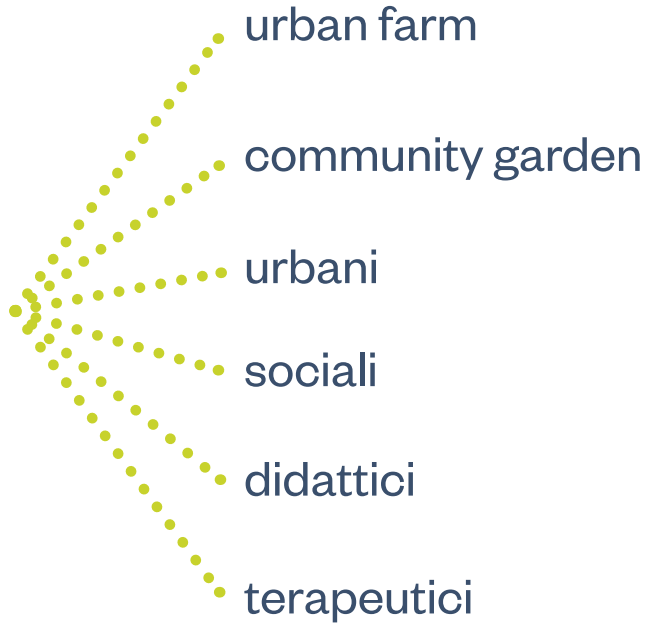 urban farm
community garden
urbani
sociali
didattici
terapeutici